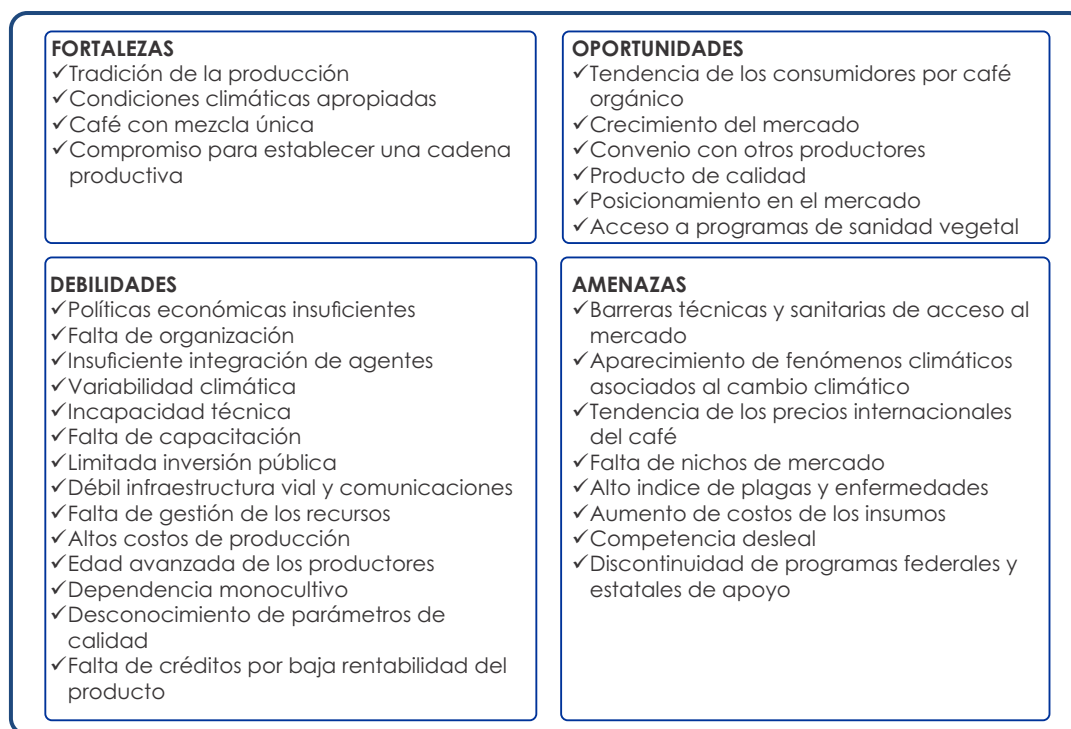 FORTALEZAS
✓Tradición de la producción
✓Condiciones climáticas apropiadas
✓Café con mezcla única
✓Compromiso para establecer una cadena
productiva
OPORTUNIDADES
✓Tendencia de los consumidores por café
orgánico
✓Crecimiento del mercado
✓Convenio con otros productores
✓Producto de calidad
✓Posicionamiento en el mercado
✓Acceso a programas de sanidad vegetal
DEBILIDADES
✓Políticas económicas insuficientes
✓Falta de organización
✓Insuficiente integración de agentes
✓Variabilidad climática
✓Incapacidad técnica
✓Falta de capacitación
✓Limitada inversión pública
✓Débil infraestructura vial y comunicaciones
✓Falta de gestión de los recursos
✓Altos costos de producción
✓Edad avanzada de los productores
✓Dependencia monocultivo
✓Desconocimiento de parámetros de
calidad
✓Falta de créditos por baja rentabilidad del
producto
AMENAZAS
✓Barreras técnicas y sanitarias de acceso al
mercado
✓Aparecimiento de fenómenos climáticos
asociados al cambio climático
✓Tendencia de los precios internacionales
del café
✓Falta de nichos de mercado
✓Alto indice de plagas y enfermedades
✓Aumento de costos de los insumos
✓Competencia desleal
✓Discontinuidad de programas federales y
estatales de apoyo